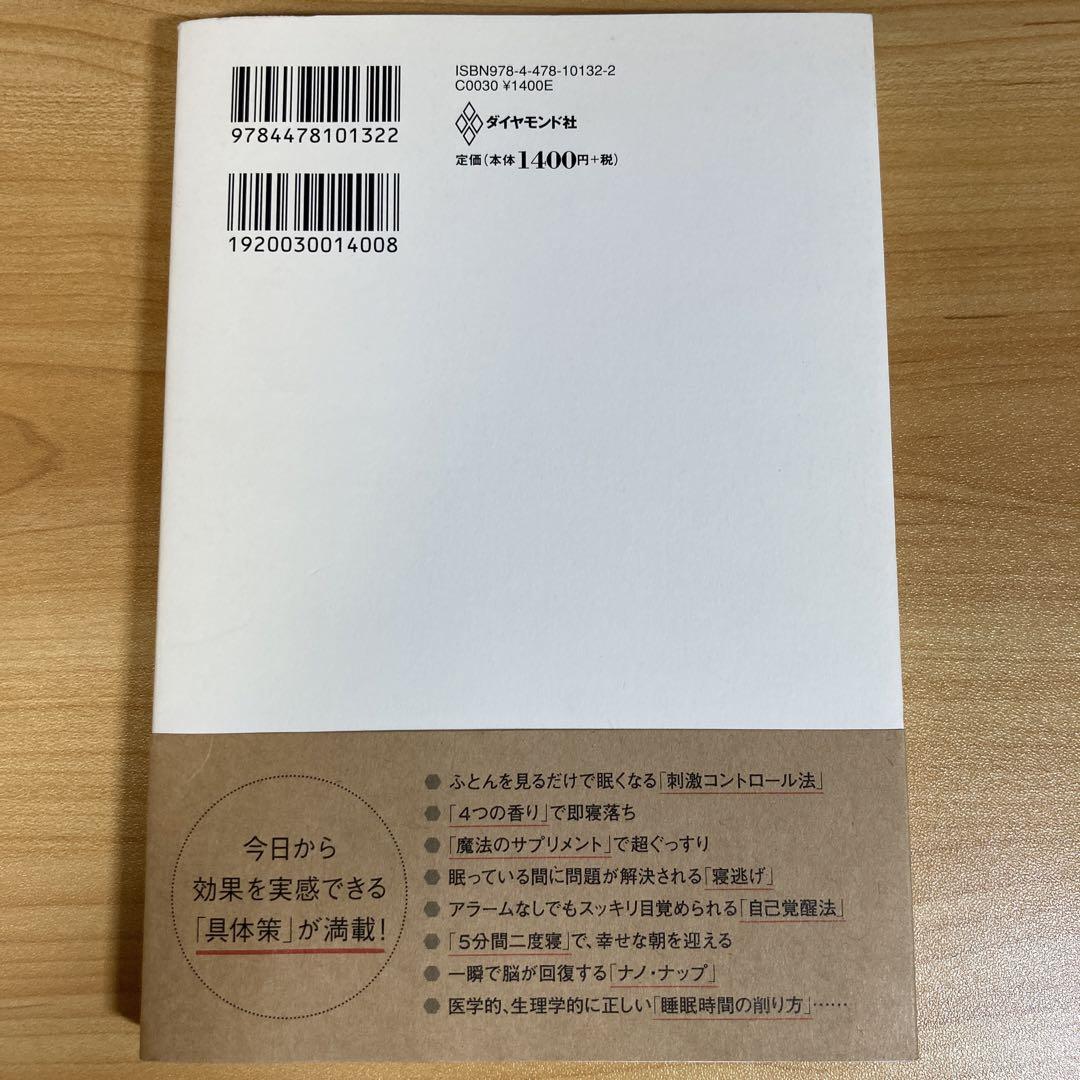 9784478101322
1920030014008
ISBN978-4-478-10132-2
C0030 ¥1400E
ダイヤモンド社
定価(本体1400円+税)
今日から
効果を実感できる
「具体策」が満載!
ふとんを見るだけで眠くなる「刺激コントロール法」
「4つの香り」で即寝落ち
「魔法のサプリメント」で超ぐっすり
眠っている間に問題が解決される「寝逃げ」
アラームなしでもスッキリ目覚められる「自己覚醒法」
「5分間二度寝」で、幸せな朝を迎える
一瞬で脳が回復する「ナノ・ナップ」
医学的、生理学的に正しい「睡眠時間の削り方」……